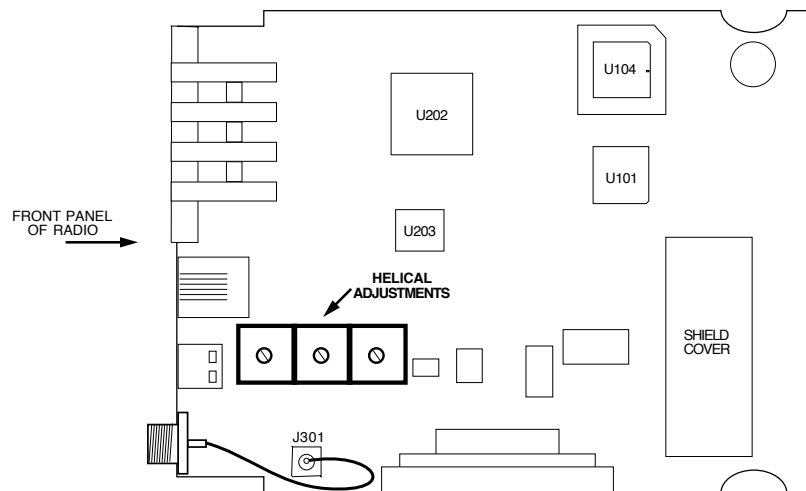 U104
U202
U101
FRONT PANEL
OF RADIO
U203
HELICAL
ADJUSTMENTS
SHIELD
COVER
J301